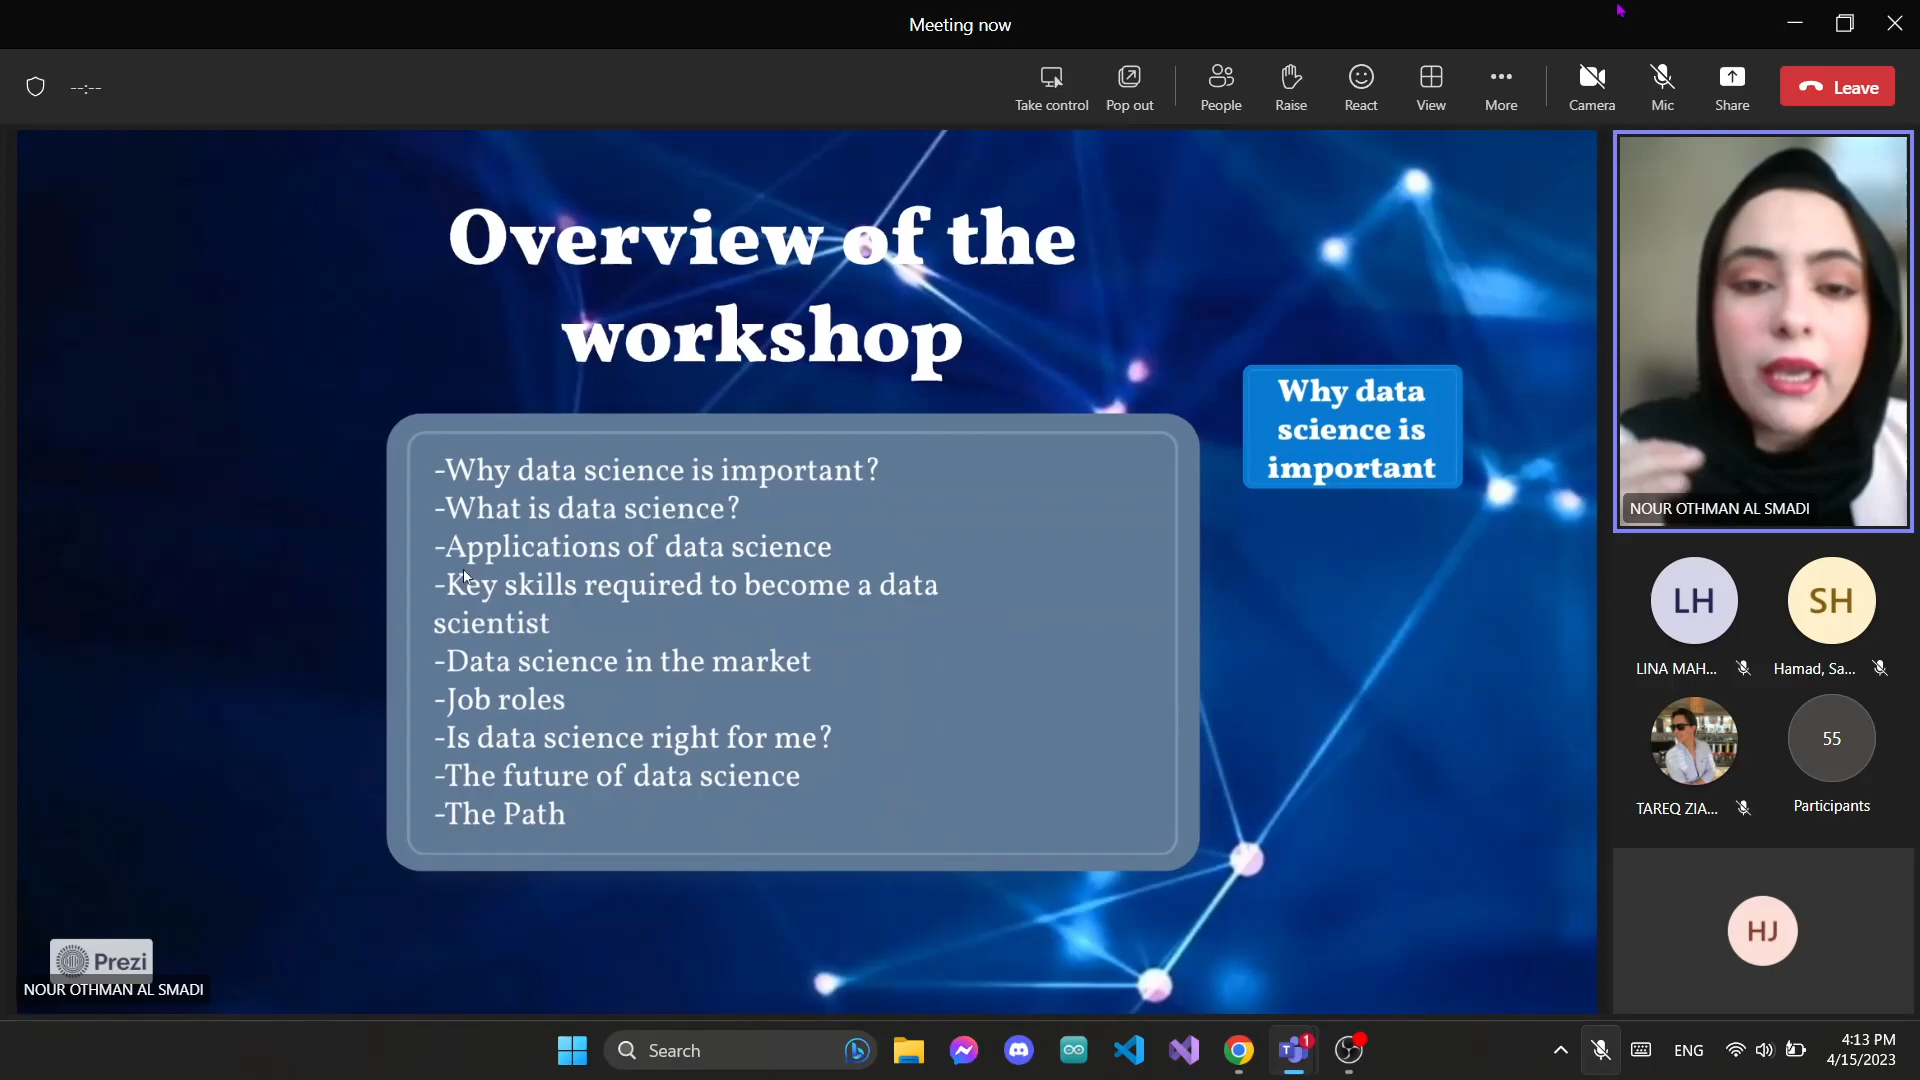 Meeting now
--:--
Take control
Pop out
People
Raise
React
View
More
Camera
Mic
Share
Leave
Overview of the
workshop
-Why data science is important?
-What is data science?
-Applications of data science
-Key skills required to become a data
scientist
-Data science in the market
-Job roles
-Is data science right for me?
-The future of data science
-The Path
Why data
science is
important
Prezi
NOUR OTHMAN AL SMADI
NOUR OTHMAN AL SMADI
LH
SH
LINA MAH...
Hamad, Sa...
55
TAREQ ZIA...
Participants
HJ
Search
1
ENG
4:13 PM
4/15/2023